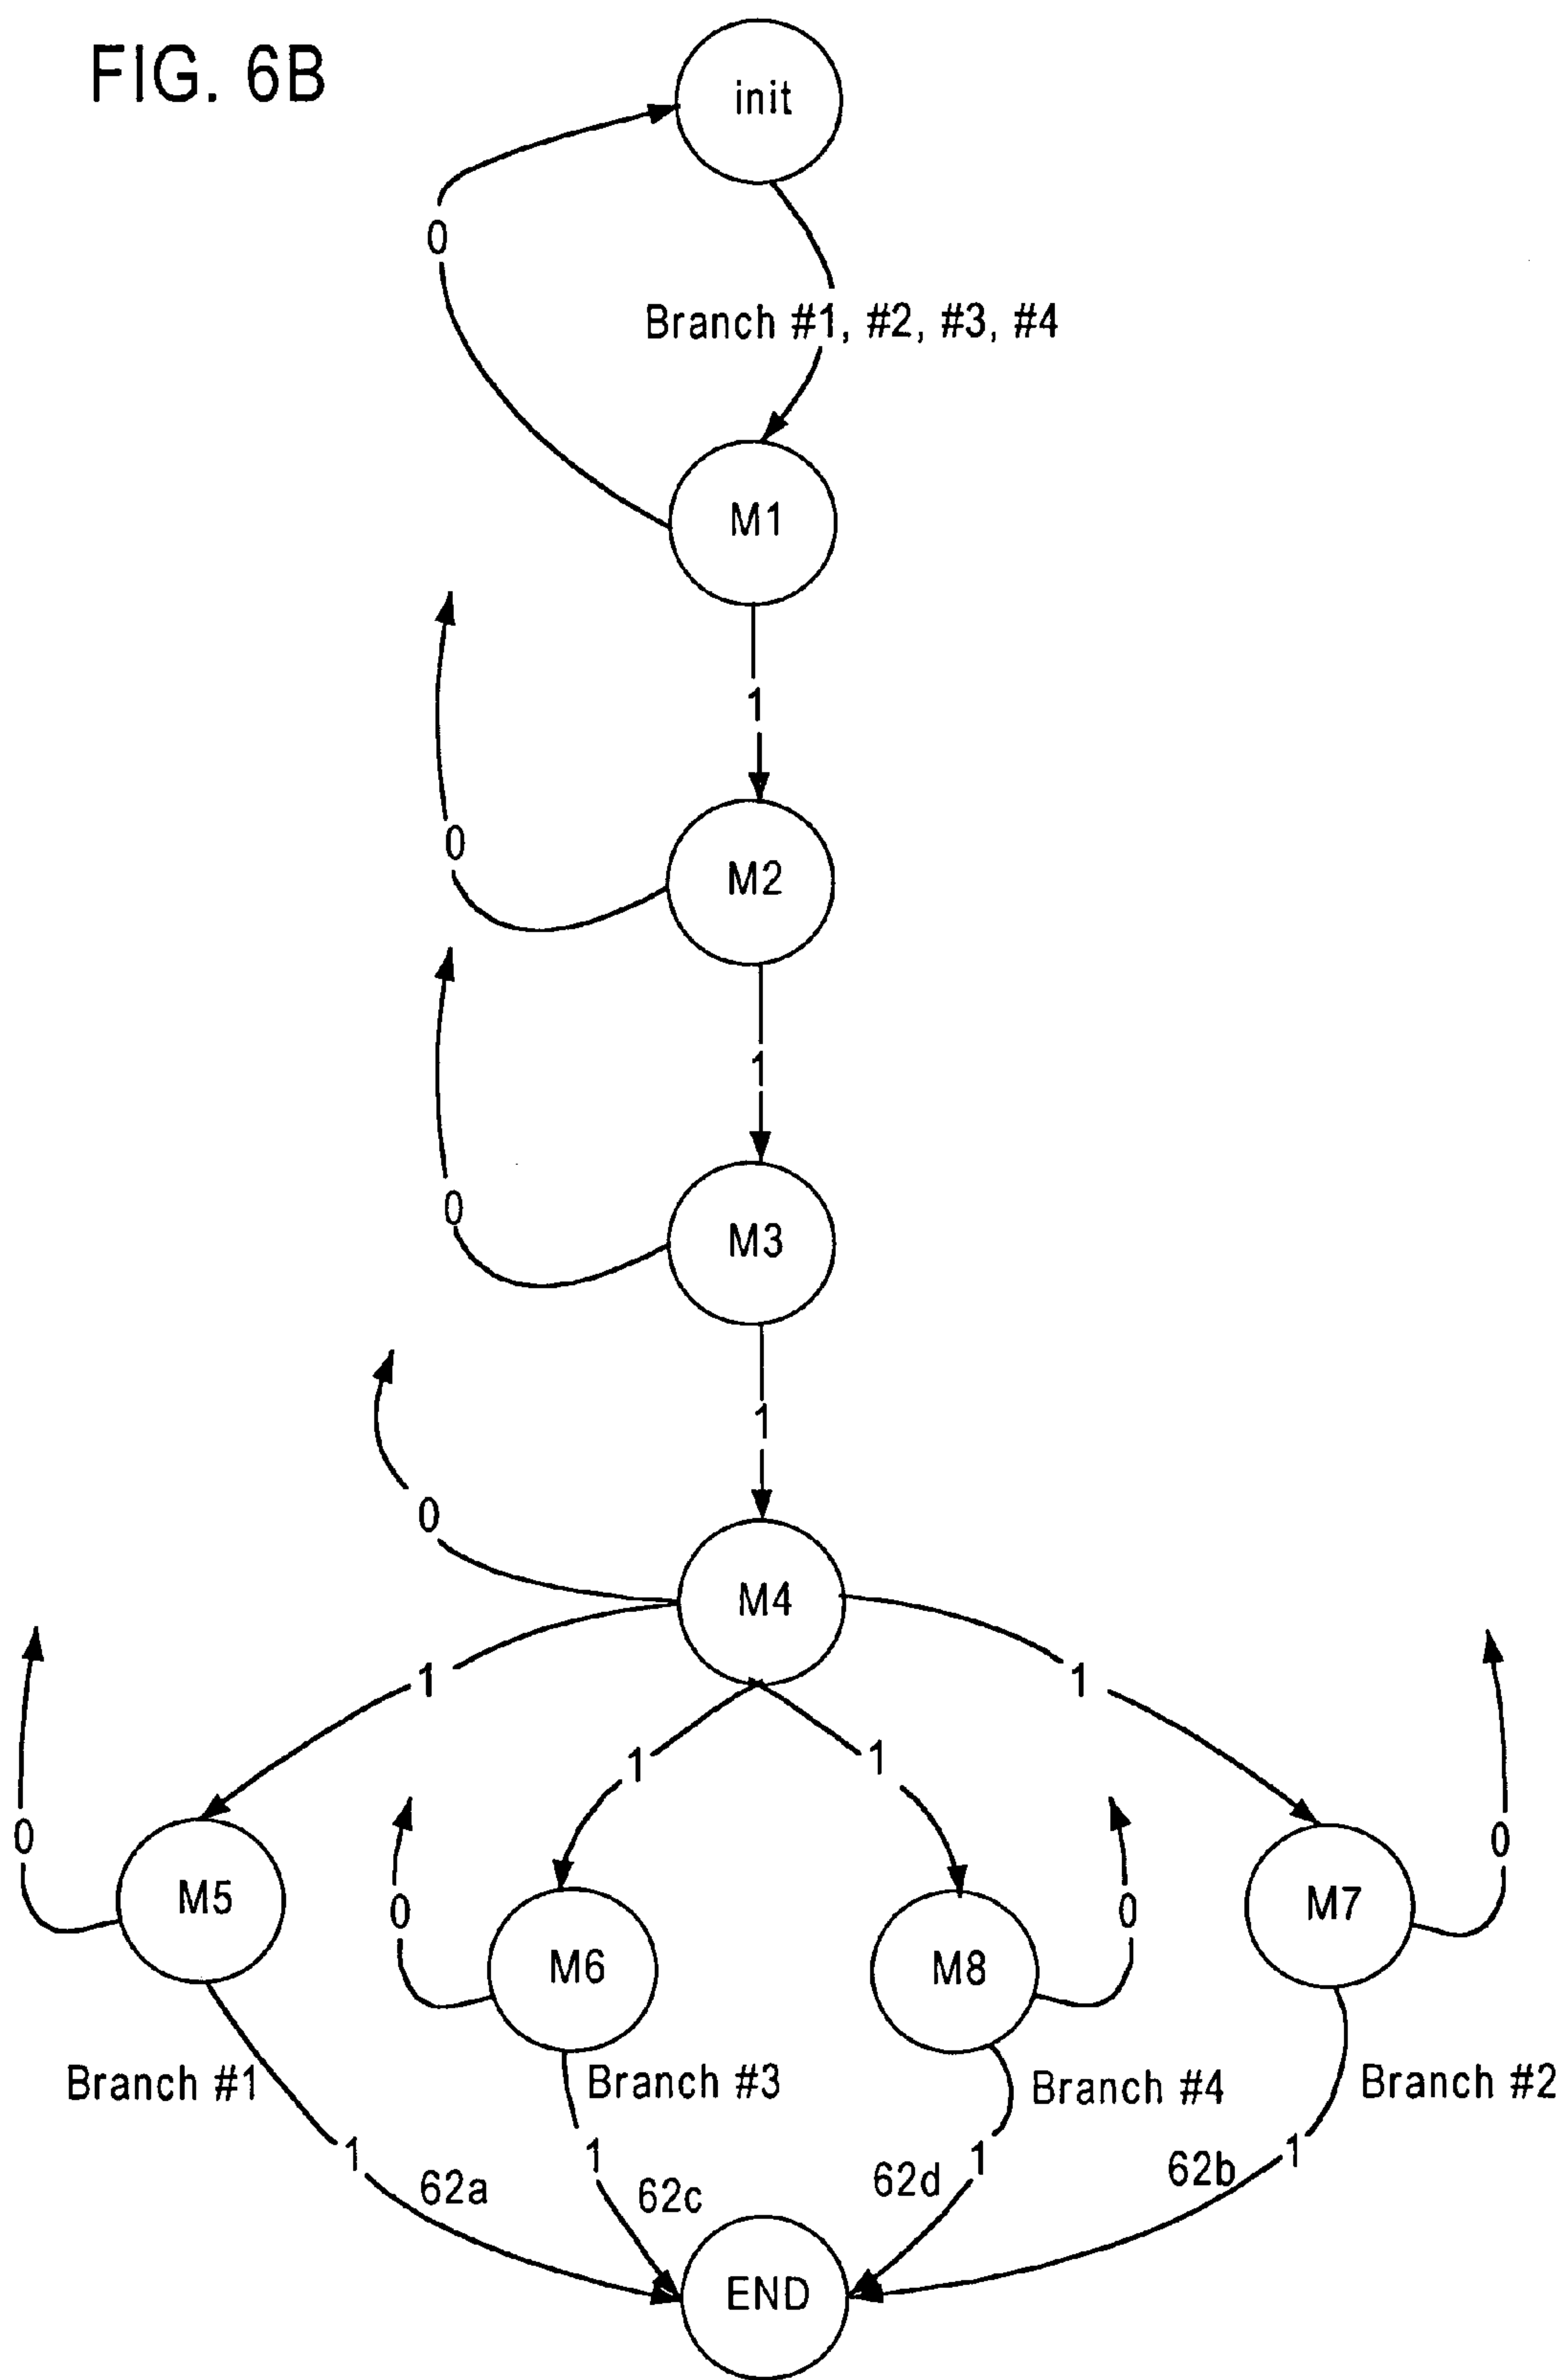 FIG. 6B
init
0
Branch #1, #2, #3, #4
M1
1
0
M2
1
0
M3
1
0
M4
1
1
1
1
0
M5
0
M6
M8
0
M7
0
Branch #1
Branch #3
Branch #4
Branch #2
1
62a
1
62c
62d
1
62b
1
END